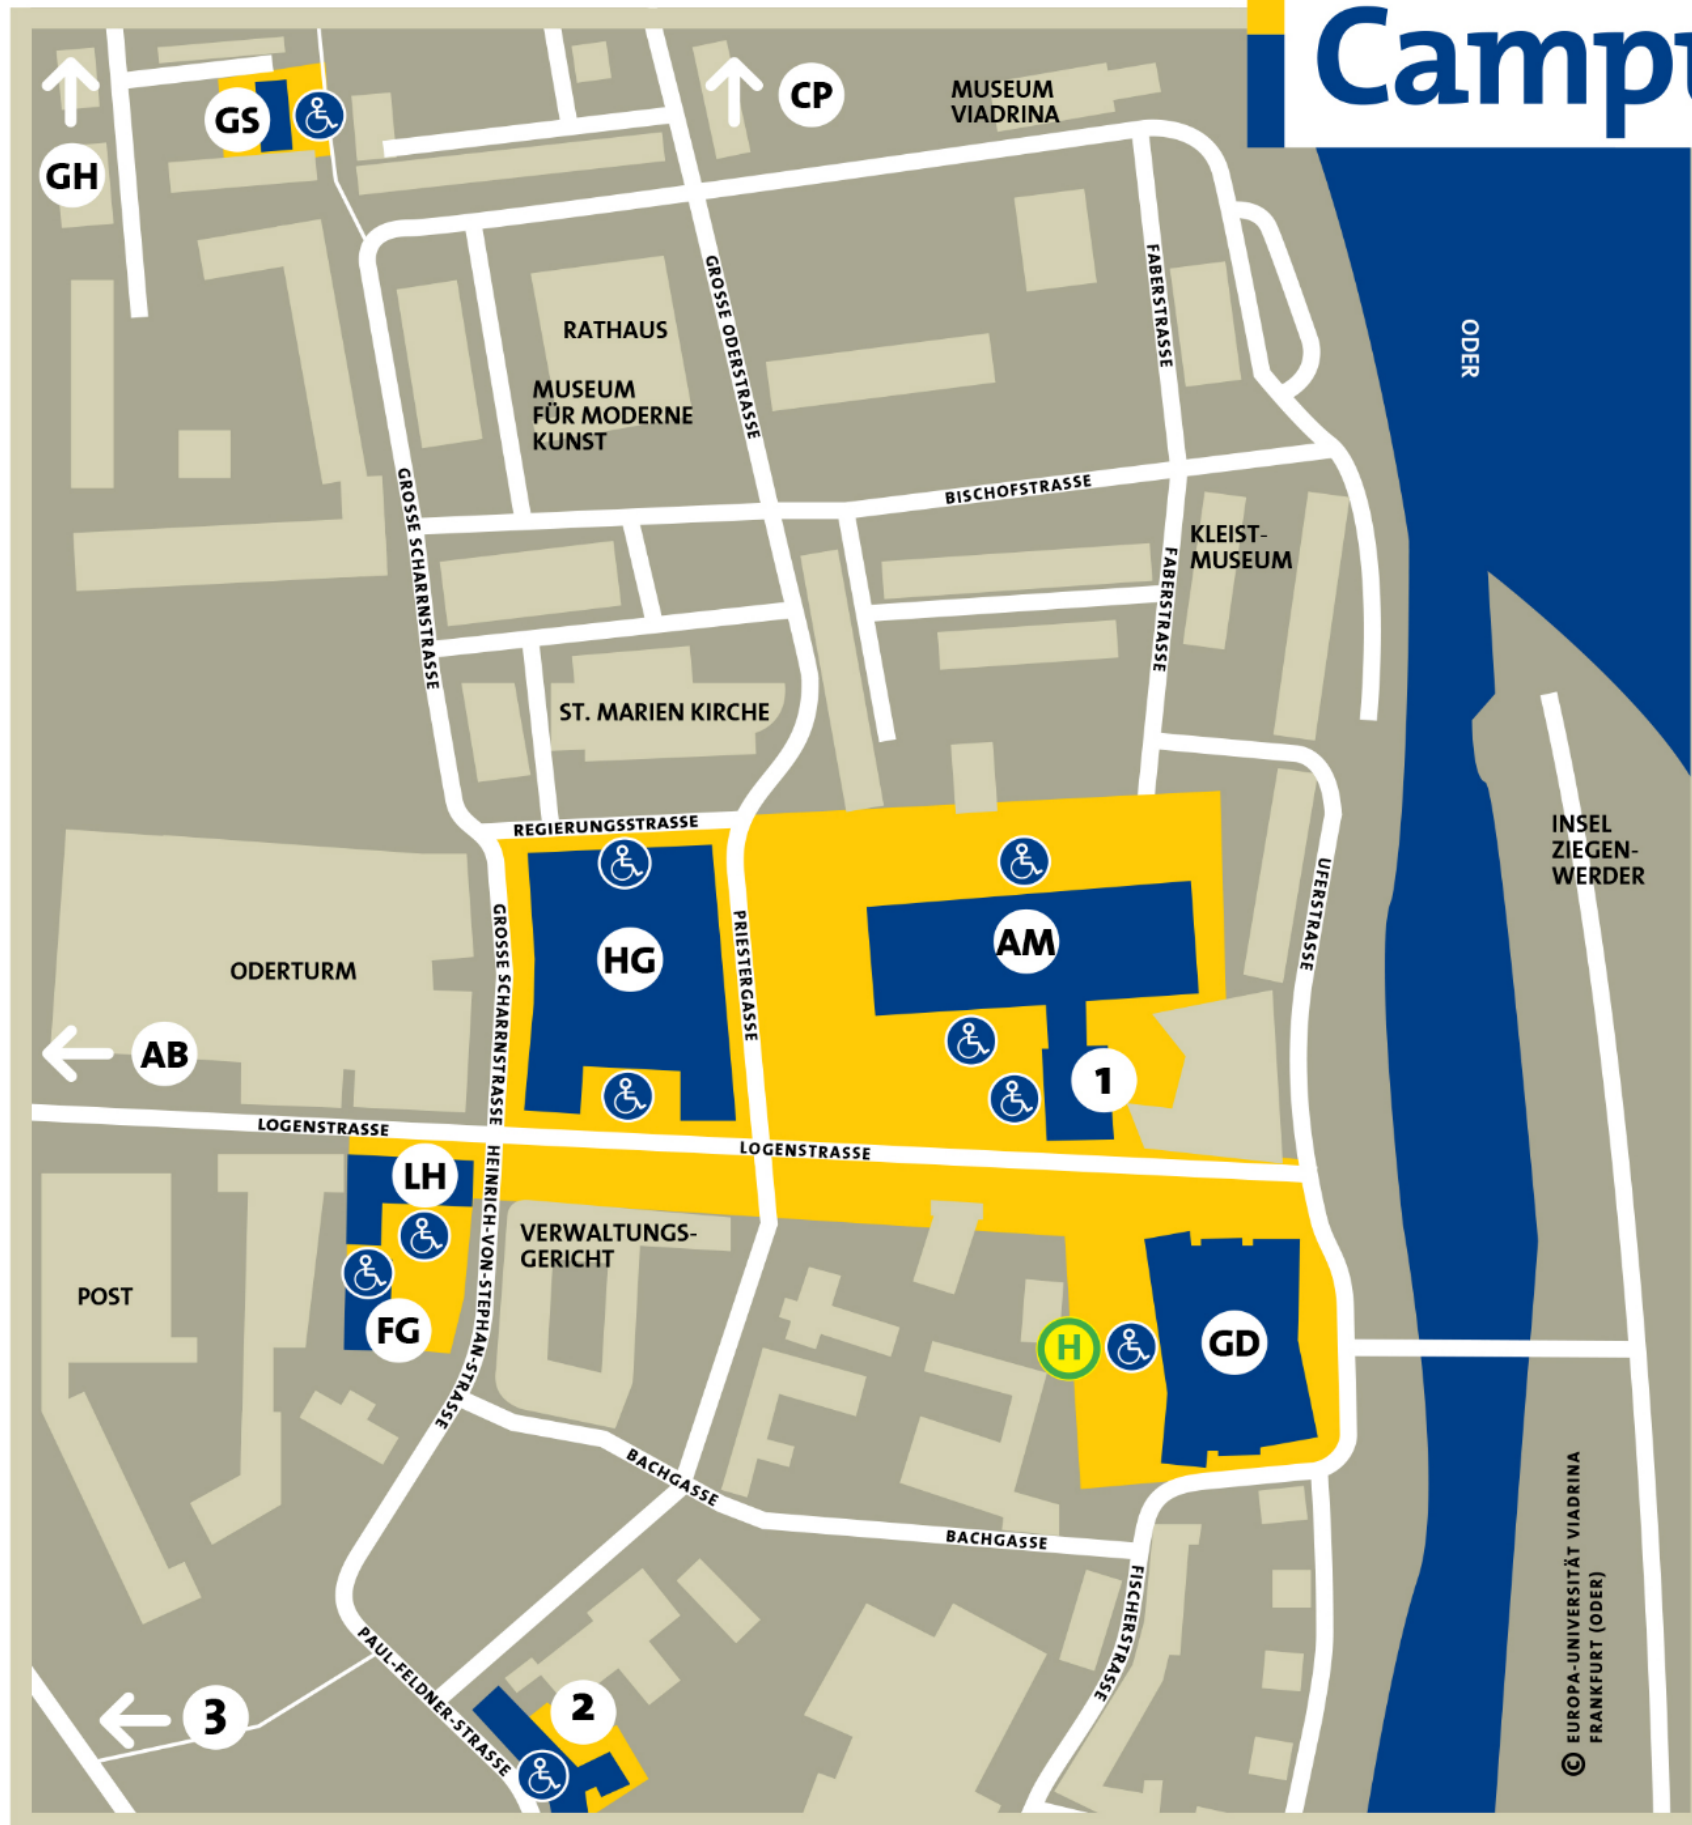 Campu
GS
GH
CP
MUSEUM
VIADRINA
RATHAUS
MUSEUM
FÜR MODERNE
KUNST
GROSSE ODERSTRASSE
FABERSTRASSE
ODER
GROSSE SCHARRNSTRASSE
BISCHOFSTRASSE
KLEIST-
MUSEUM
FABERSTRASSE
ST. MARIEN KIRCHE
REGIERUNGSSTRASSE
INSEL
ZIEGEN-
WERDER
UFERSTRASSE
HG
AM
ODERTURM
GROSSE SCHARRNSTRASSE
PRIESTERGASSE
AB
1
LOGENSTRASSE
LOGENSTRASSE
LH
HEINRICH-VON-STEPHAN-STRASSE
VERWALTUNGS-
GERICHT
POST
FG
H
GD
BACHGASSE
BACHGASSE
FISCHERSTRASSE
PAUL-FELDNER-STRASSE
3
2
© EUROPA-UNIVERSITÄT VIADRINA
FRANKFURT (ODER)